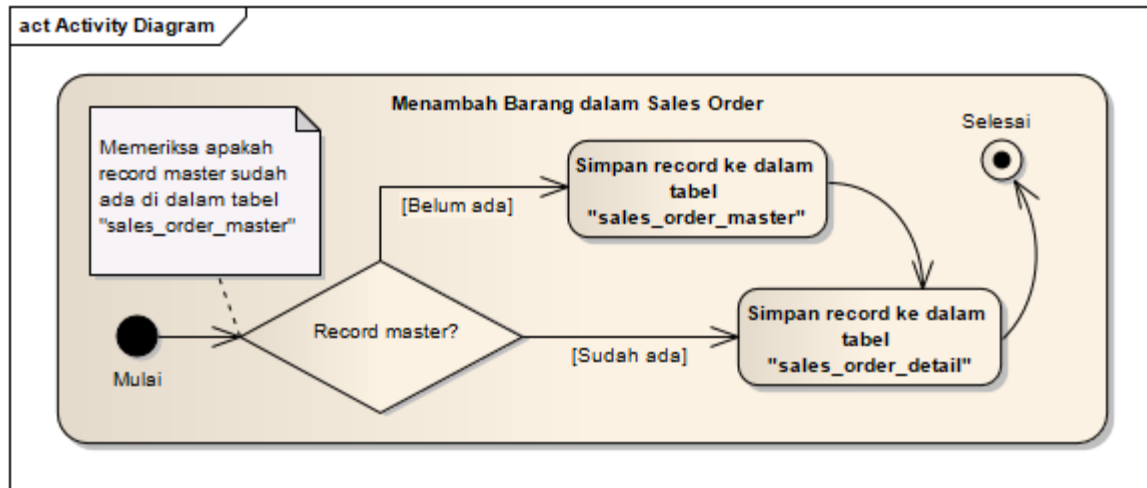 act Activity Diagram
Menambah Barang dalam Sales Order
Memeriksa apakah
record master sudah
ada di dalam tabel
"sales_order_master"
Selesai
Simpan record ke dalam
tabel
"sales_order_master"
[Belum ada]
Mulai
Record master?
[Sudah ada]
Simpan record ke dalam
tabel
"sales_order_detail"